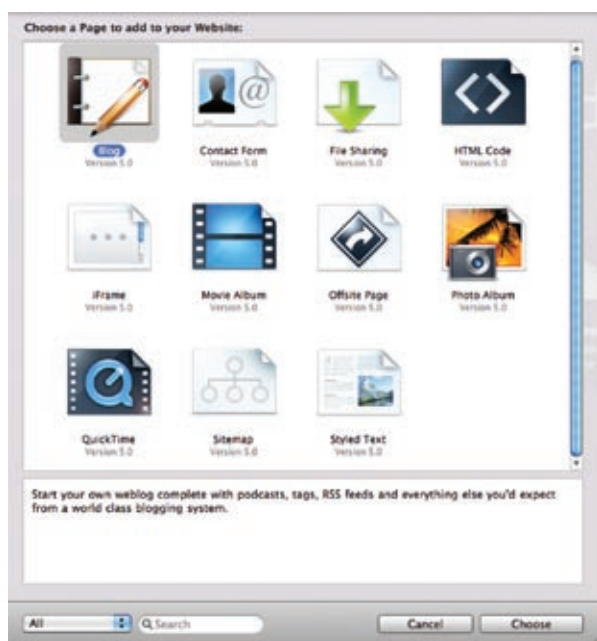 Choose a Page to add to your Website:
Blog
Version 5.0
Contact Form
Version 5.0
File Sharing
Version 5.0
HTML Code
Version 5.0
iFrame
Version 5.0
Movie Album
Version 5.0
Offsite Page
Version 5.0
Photo Album
Version 5.0
QuickTime
Version 5.0
Sitemap
Version 5.0
Styled Text
Version 5.0
Start your own weblog complete with podcasts, tags, RSS feeds and everything else you'd expect
from a world class blogging system.
All
Search
Cancel
Choose